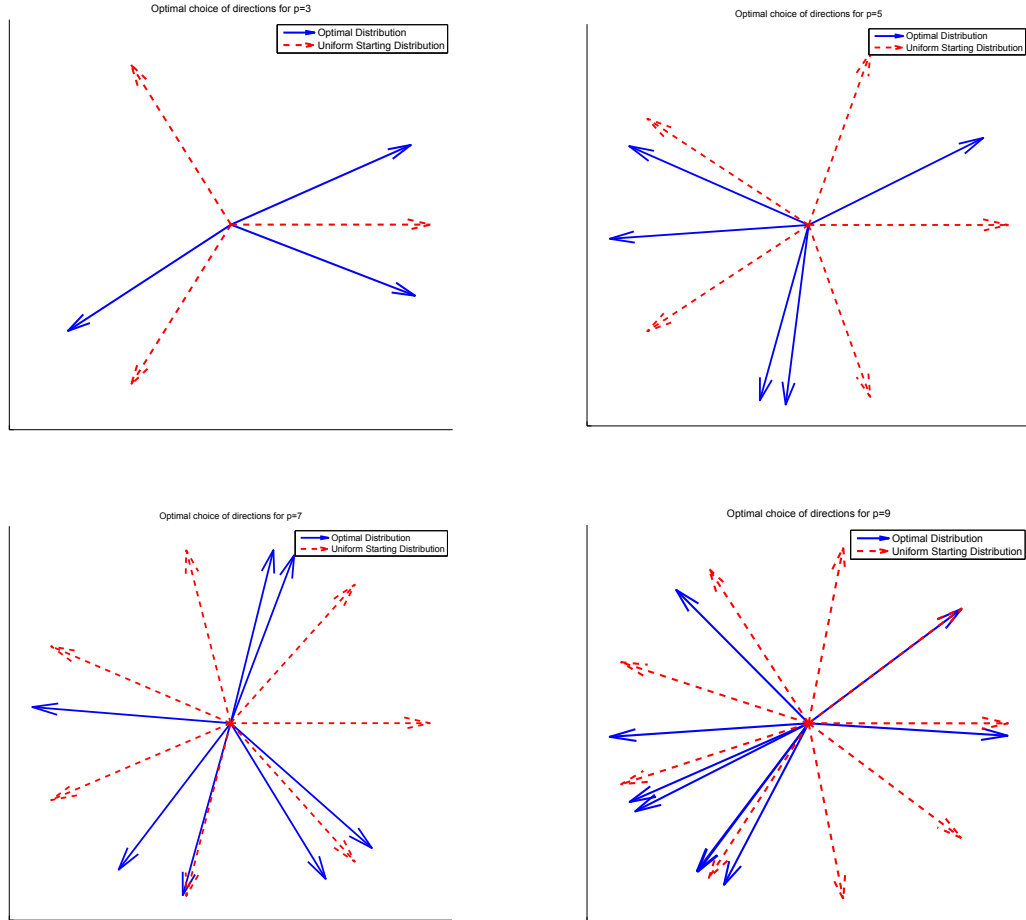 Optimal choice of directions for p=3
Optimal Distribution
Uniform Starting Distribution
Optimal choice of directions for p=5
Optimal Distribution
Uniform Starting Distribution
Optimal choice of directions for p=7
Optimal Distribution
Uniform Starting Distribution
Optimal choice of directions for p=9
Optimal Distribution
Uniform Starting Distribution